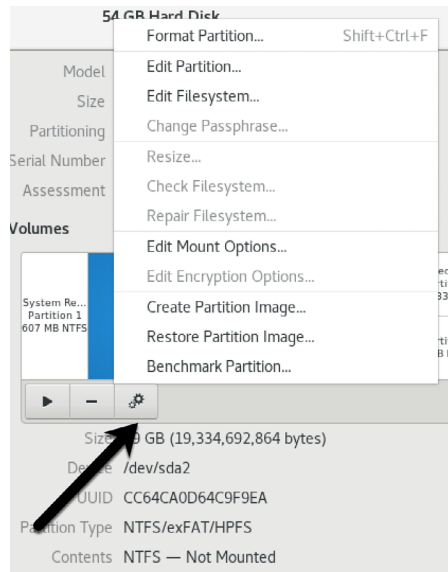 54 GB Hard Disk
Format Partition... Shift+Ctrl+F
Model
Edit Partition...
Size
Edit Filesystem...
Partitioning
Change Passphrase...
Serial Number
Resize...
Assessment
Check Filesystem...
Repair Filesystem...
Volumes
Edit Mount Options...
Edit Encryption Options...
System Re...
Partition 1
607 MB NTFS
Create Partition Image...
Restore Partition Image...
Benchmark Partition...
Size 9 GB (19,334,692,864 bytes)
/dev/sda2
UUID CC64CA0D64C9F9EA
Type NTFS/exFAT/HPFS
Contents NTFS — Not Mounted